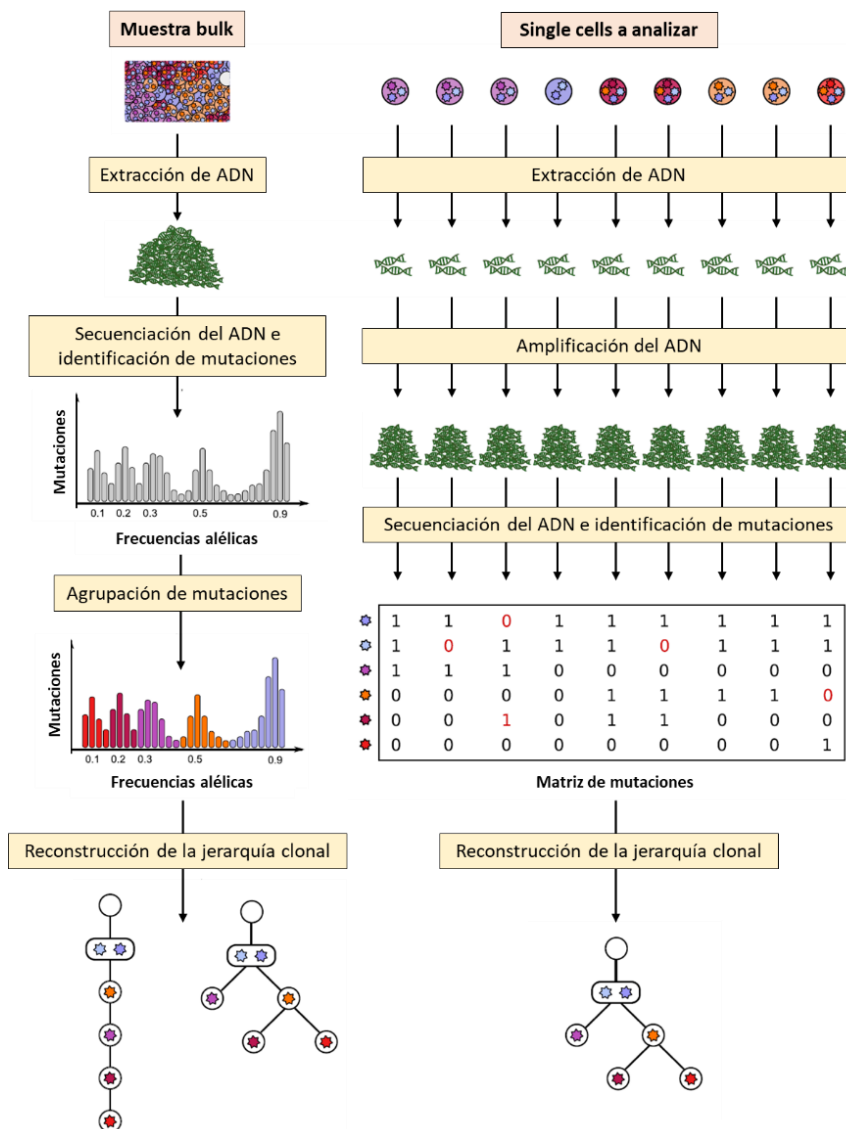 Muestra bulk
Extracción de ADN
Secuenciación del ADN e
identificación de mutaciones
Mutaciones
0.1 0.2 0.3 0.5 0.9
Frecuencias alélicas
Agrupación de mutaciones
Mutaciones
0.1 0.2 0.3 0.5 0.9
Frecuencias alélicas
Reconstrucción de la jerarquía clonal
Single cells a analizar
Extracción de ADN
Amplificación del ADN
Secuenciación del ADN e identificación de mutaciones
1 1 0 1 1 1 1 1 1
1 0 1 1 1 0 1 1 1
1 1 1 0 0 0 0 0 0
0 0 0 0 1 1 1 1 0
0 0 1 0 1 1 0 0 0
0 0 0 0 0 0 0 0 1
Matriz de mutaciones
Reconstrucción de la jerarquía clonal